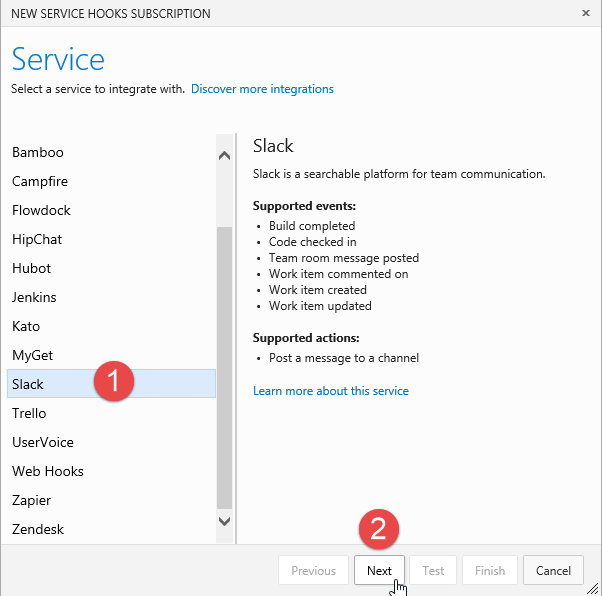 NEW SERVICE HOOKS SUBSCRIPTION ×
Service
Select a service to integrate with. Discover more integrations
Bamboo
Campfire
Flowdock
HipChat
Hubot
Jenkins
Kato
MyGet
Slack 1
Trello
UserVoice
Web Hooks
Zapier
Zendesk
Slack
Slack is a searchable platform for team communication.
Supported events:
• Build completed
• Code checked in
• Team room message posted
• Work item commented on
• Work item created
• Work item updated
Supported actions:
• Post a message to a channel
Learn more about this service
2
Previous Next Test Finish Cancel